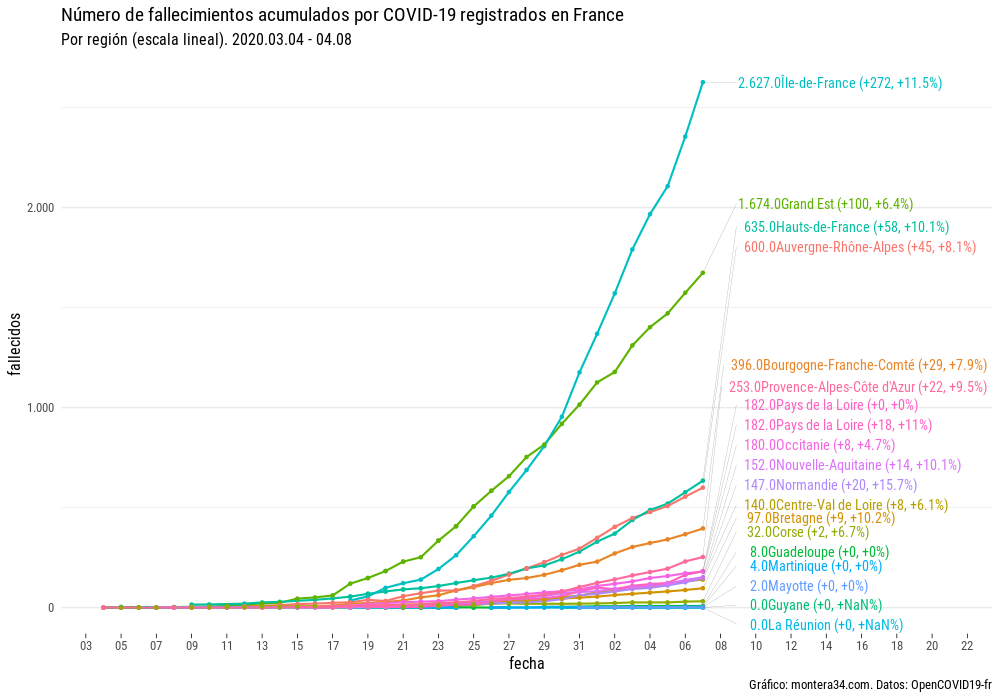 Número de fallecimientos acumulados por COVID-19 registrados en France
Por región (escala lineal). 2020.03.04 - 04.08
fallecidos
2.000
1.000
0
2.627.0Île-de-France (+272, +11.5%)
1.674.0Grand Est (+100, +6.4%)
635.0Hauts-de-France (+58, +10.1%)
600.0Auvergne-Rhône-Alpes (+45, +8.1%)
396.0Bourgogne-Franche-Comté (+29, +7.9%)
253.0Provence-Alpes-Côte d'Azur (+22, +9.5%)
182.0Pays de la Loire (+0, +0%)
182.0Pays de la Loire (+18, +11%)
180.0Occitanie (+8, +4.7%)
152.0Nouvelle-Aquitaine (+14, +10.1%)
147.0Normandie (+20, +15.7%)
140.0Centre-Val de Loire (+8, +6.1%)
97.0Bretagne (+9, +10.2%)
32.0Corse (+2, +6.7%)
8.0Guadeloupe (+0, +0%)
4.0Martinique (+0, +0%)
2.0Mayotte (+0, +0%)
0.0Guyane (+0, +NaN%)
0.0La Réunion (+0, +NaN%)
03 05 07 09 11 13 15 17 19 21 23 25 27 29 31 02 04 06 08 10 12 14 16 18 20 22
fecha
Gráfico: montera34.com. Datos: OpenCOVID19-fr